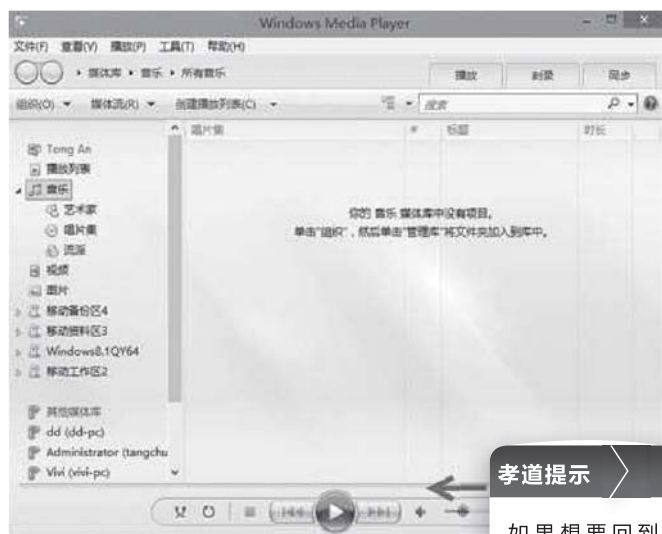 Windows Media Player
文件(F) 查看(V) 播放(P) 工具(T) 帮助(H)
媒体库 音乐 所有音乐 播放 刻录 同步
组织(O) 媒体流(R) 创建播放列表(C) 搜索
唱片集 # 标题 时长
Tong An
播放列表
音乐
艺术家
唱片集
流派
视频
图片
移动备份区4
移动资料区3
Windows8.1QY64
移动工作区2
其他媒体库
dd (dd-pc)
Administrator (tangchu
Vivi (vivi-pc)
你的 音乐 媒体库中没有项目。
单击"组织"，然后单击"管理库"将文件夹加入到库中。
孝道提示
如果想要回到